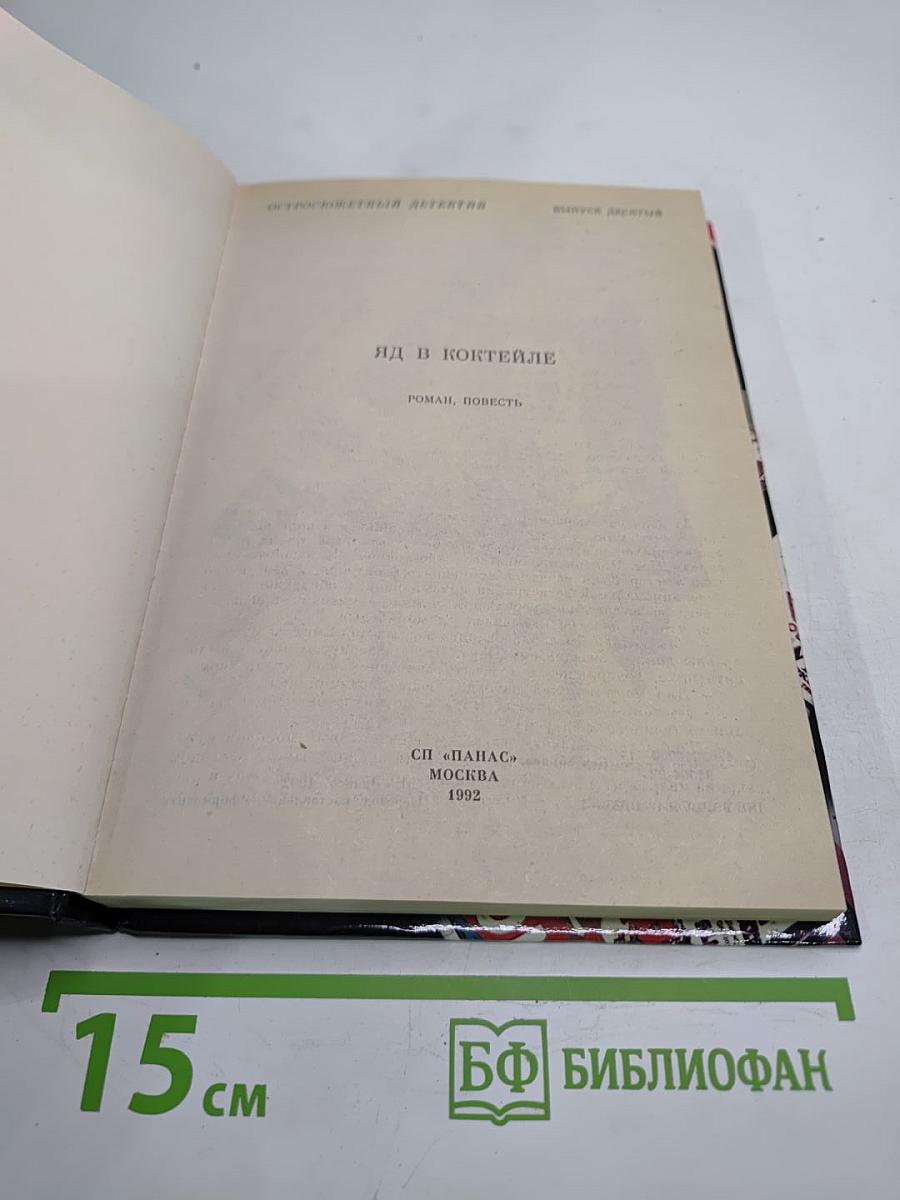 ОСТРОСЮЖЕТНЫЙ ДЕТЕКТИВ ВЫПУСК ДЕСЯТЫЙ
ЯД В КОКТЕЙЛЕ
РОМАН, ПОВЕСТЬ
СП «ПАНАС»
МОСКВА
1992
15 см
БФ БИБЛИОФАН